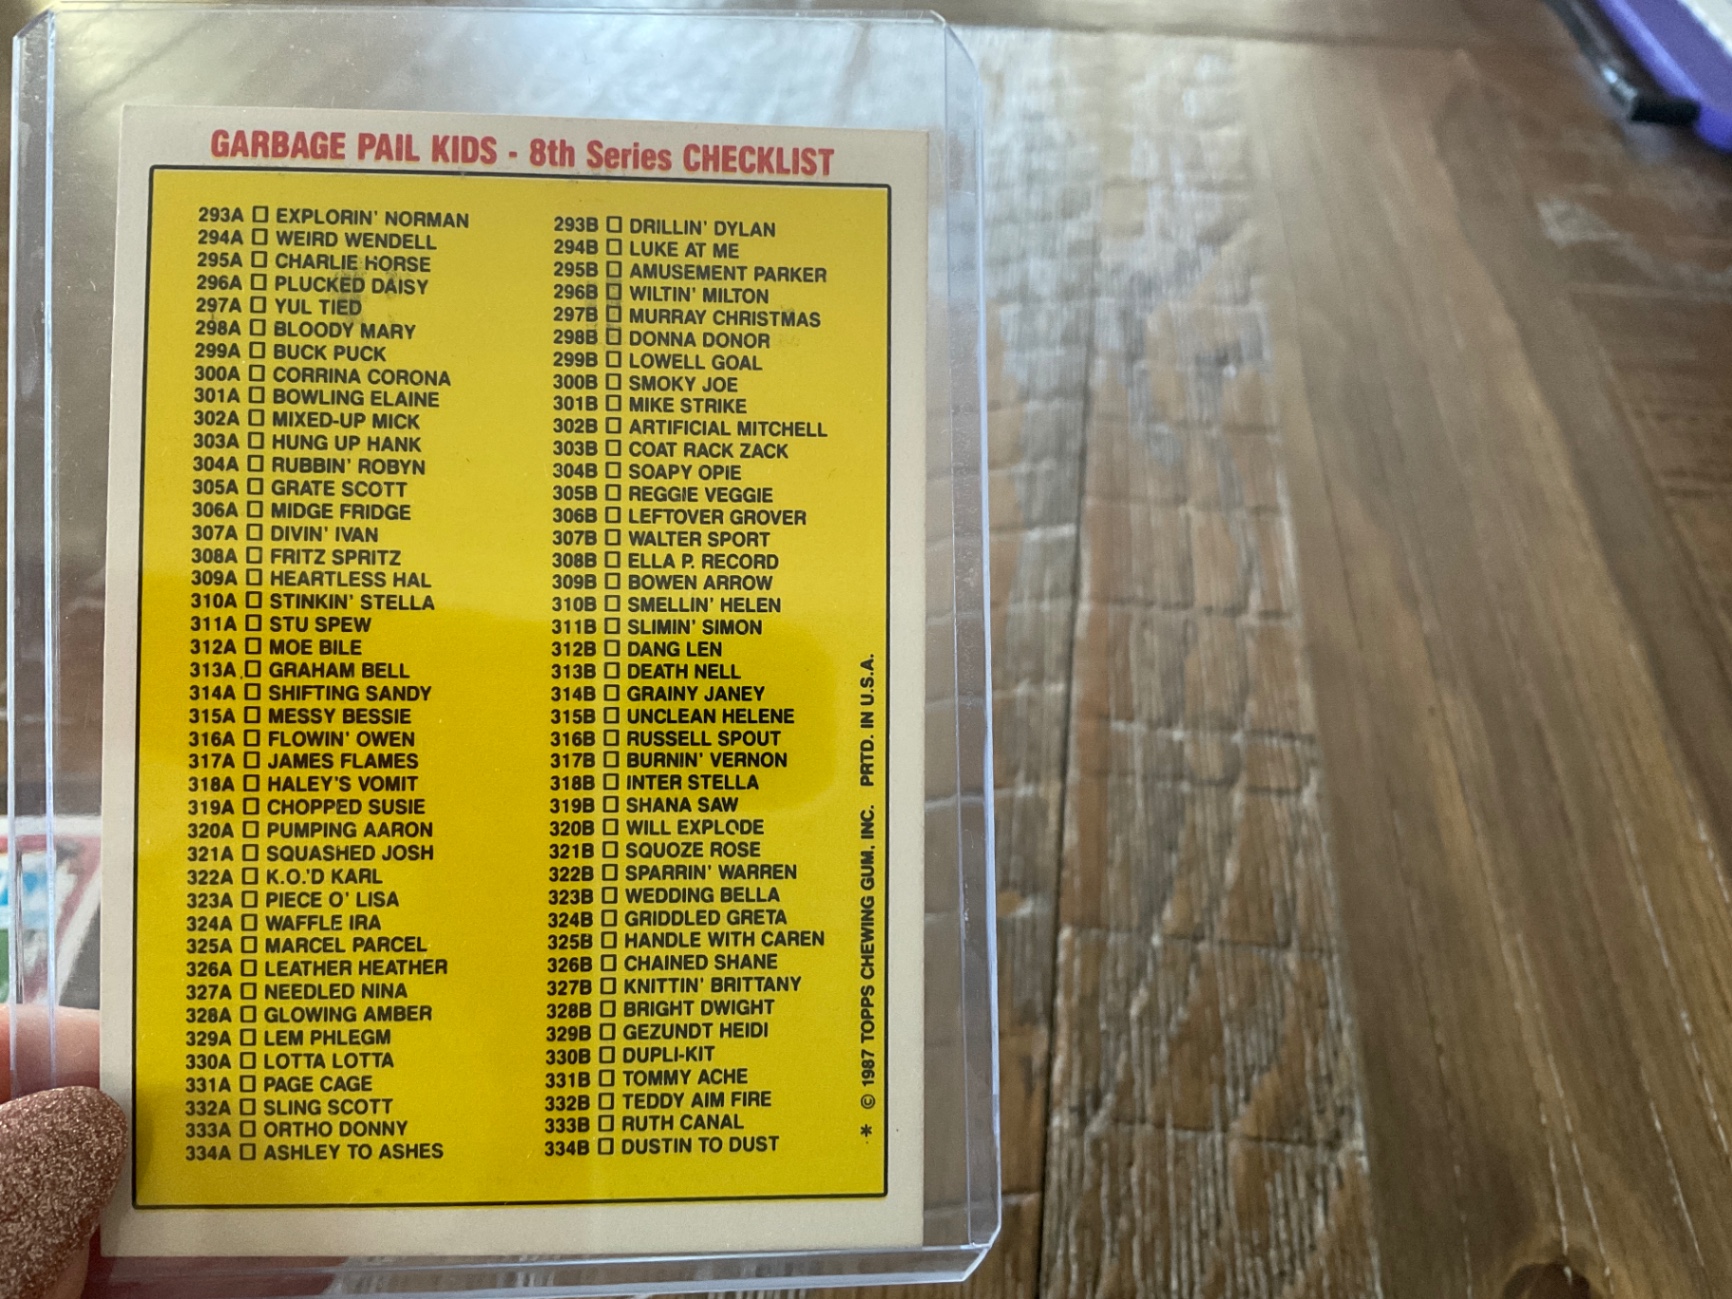 GARBAGE PAIL KIDS - 8th Series CHECKLIST
293A ☐ EXPLORIN' NORMAN
294A ☐ WEIRD WENDELL
295A ☐ CHARLIE HORSE
296A ☐ PLUCKED DAISY
297A ☐ YUL TIED
298A ☐ BLOODY MARY
299A ☐ BUCK PUCK
300A ☐ CORRINA CORONA
301A ☐ BOWLING ELAINE
302A ☐ MIXED-UP MICK
303A ☐ HUNG UP HANK
304A ☐ RUBBIN' ROBYN
305A ☐ GRATE SCOTT
306A ☐ MIDGE FRIDGE
307A ☐ DIVIN' IVAN
308A ☐ FRITZ SPRITZ
309A ☐ HEARTLESS HAL
310A ☐ STINKIN' STELLA
311A ☐ STU SPEW
312A ☐ MOE BILE
313A ☐ GRAHAM BELL
314A ☐ SHIFTING SANDY
315A ☐ MESSY BESSIE
316A ☐ FLOWIN' OWEN
317A ☐ JAMES FLAMES
318A ☐ HALEY'S VOMIT
319A ☐ CHOPPED SUSIE
320A ☐ PUMPING AARON
321A ☐ SQUASHED JOSH
322A ☐ K.O.'D KARL
323A ☐ PIECE O' LISA
324A ☐ WAFFLE IRA
325A ☐ MARCEL PARCEL
326A ☐ LEATHER HEATHER
327A ☐ NEEDLED NINA
328A ☐ GLOWING AMBER
329A ☐ LEM PHLEGM
330A ☐ LOTTA LOTTA
331A ☐ PAGE CAGE
332A ☐ SLING SCOTT
333A ☐ ORTHO DONNY
334A ☐ ASHLEY TO ASHES
293B ☐ DRILLIN' DYLAN
294B ☐ LUKE AT ME
295B ☐ AMUSEMENT PARKER
296B ☐ WILTIN' MILTON
297B ☐ MURRAY CHRISTMAS
298B ☐ DONNA DONOR
299B ☐ LOWELL GOAL
300B ☐ SMOKY JOE
301B ☐ MIKE STRIKE
302B ☐ ARTIFICIAL MITCHELL
303B ☐ COAT RACK ZACK
304B ☐ SOAPY OPIE
305B ☐ REGGIE VEGGIE
306B ☐ LEFTOVER GROVER
307B ☐ WALTER SPORT
308B ☐ ELLA P. RECORD
309B ☐ BOWEN ARROW
310B ☐ SMELLIN' HELEN
311B ☐ SLIMIN' SIMON
312B ☐ DANG LEN
313B ☐ DEATH NELL
314B ☐ GRAINY JANEY
315B ☐ UNCLEAN HELENE
316B ☐ RUSSELL SPOUT
317B ☐ BURNIN' VERNON
318B ☐ INTER STELLA
319B ☐ SHANA SAW
320B ☐ WILL EXPLODE
321B ☐ SQUOZE ROSE
322B ☐ SPARRIN' WARREN
323B ☐ WEDDING BELLA
324B ☐ GRIDDLED GRETA
325B ☐ HANDLE WITH CAREN
326B ☐ CHAINED SHANE
327B ☐ KNITTIN' BRITTANY
328B ☐ BRIGHT DWIGHT
329B ☐ GEZUNDT HEIDI
330B ☐ DUPLI-KIT
331B ☐ TOMMY ACHE
332B ☐ TEDDY AIM FIRE
333B ☐ RUTH CANAL
334B ☐ DUSTIN TO DUST
* © 1987 TOPPS CHEWING GUM, INC. PRTD. IN U.S.A.